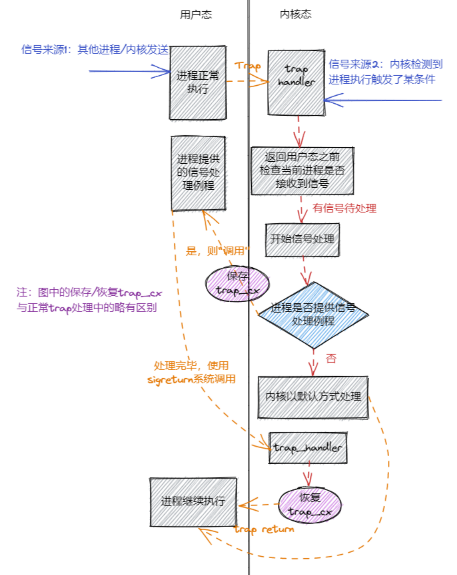 用户态
内核态
信号来源1：其他进程/内核发送
进程正常
执行
Trap
trap
handler
信号来源2：内核检测到
进程执行触发了某条件
进程提供
的信号处
理例程
返回用户态之前
检查当前进程是否
接收到信号
有信号待处理
开始信号处理
是，则"调用"
保存
trap_cx
注：图中的保存/恢复trap_cx
与正常trap处理中的略有区别
进程是否提供信号
处理例程
否
处理完毕，使用
sigreturn系统调用
内核以默认方式处理
trap_handler
进程继续执行
恢复
trap_cx
trap return